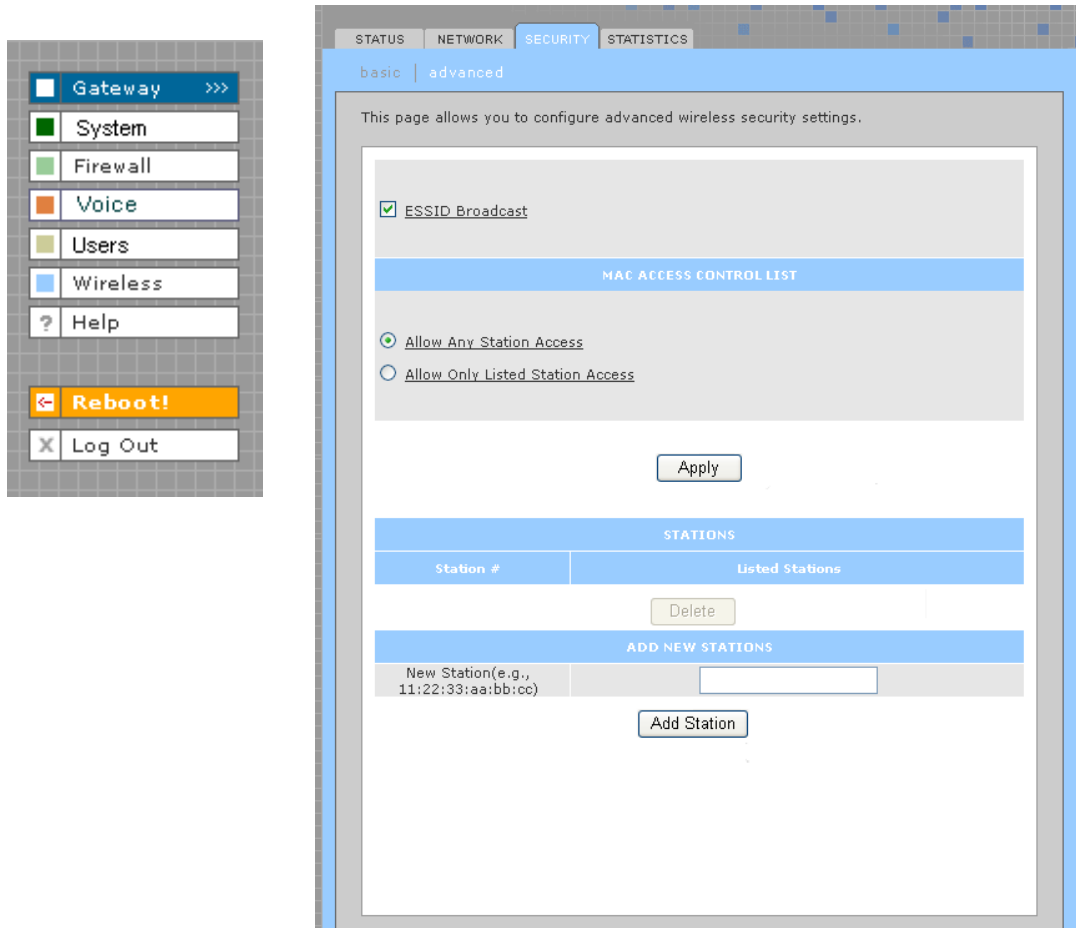 Gateway >>>
System
Firewall
Voice
Users
Wireless
? Help
Reboot!
X Log Out
STATUS NETWORK SECURITY STATISTICS
basic | advanced
This page allows you to configure advanced wireless security settings.
ESSID Broadcast
MAC ACCESS CONTROL LIST
Allow Any Station Access
Allow Only Listed Station Access
Apply
STATIONS
Station # Listed Stations
Delete
ADD NEW STATIONS
New Station(e.g.,
11:22:33:aa:bb:cc)
Add Station